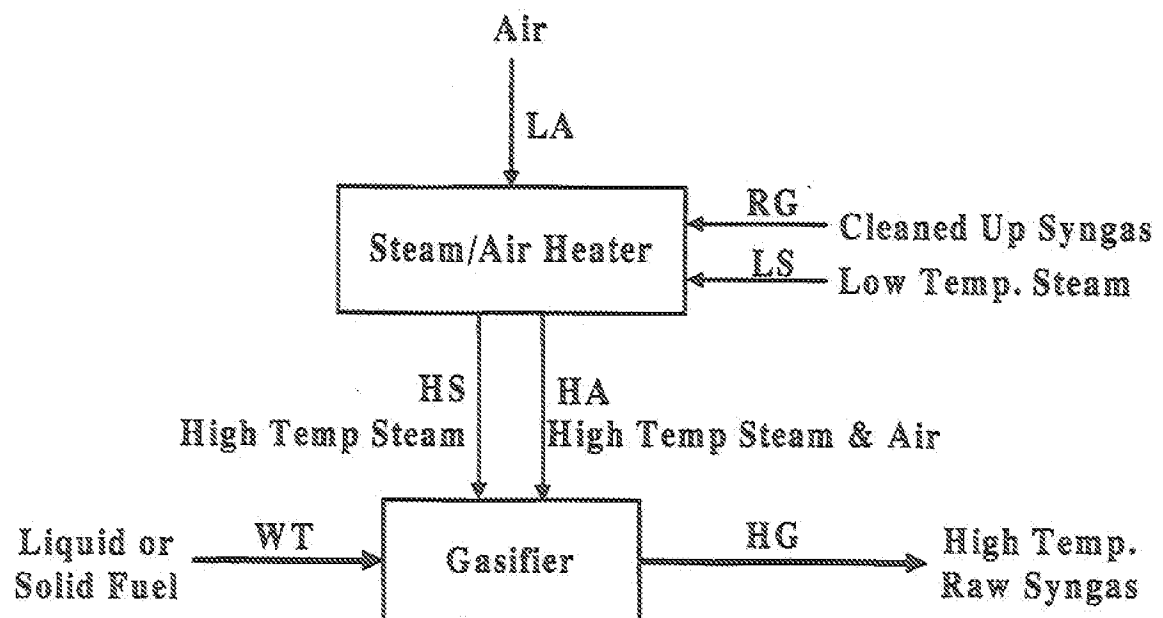 Air
LA
RG
Cleaned Up Syngas
Steam/Air Heater
LS
Low Temp. Steam
HS
HA
High Temp Steam
High Temp Steam & Air
Liquid or
Solid Fuel
WT
Gasifier
HG
High Temp.
Raw Syngas